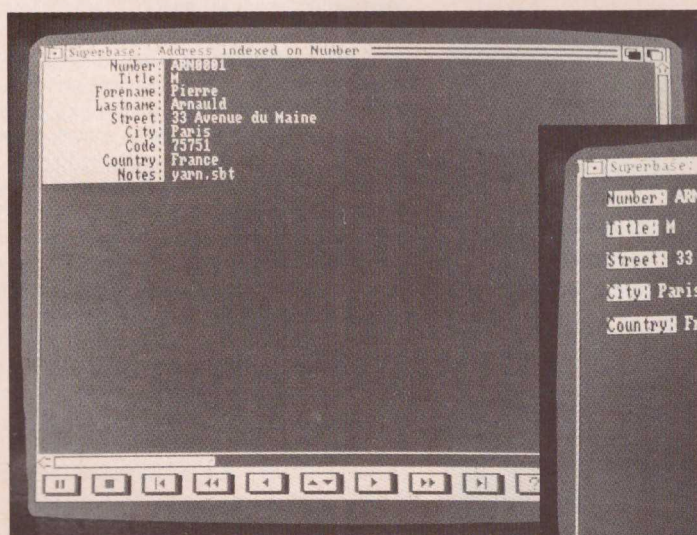 Superbase: Address indexed on Number
Number: ARN0001
Title: M
Forename: Pierre
Lastname: Arnauld
Street: 33 Avenue du Maine
City: Paris
Code: 75751
Country: France
Notes: yarn.sbt
?
Superbase:
Number: ARN
Title: M
Street: 33
City: Paris
Country: Fr